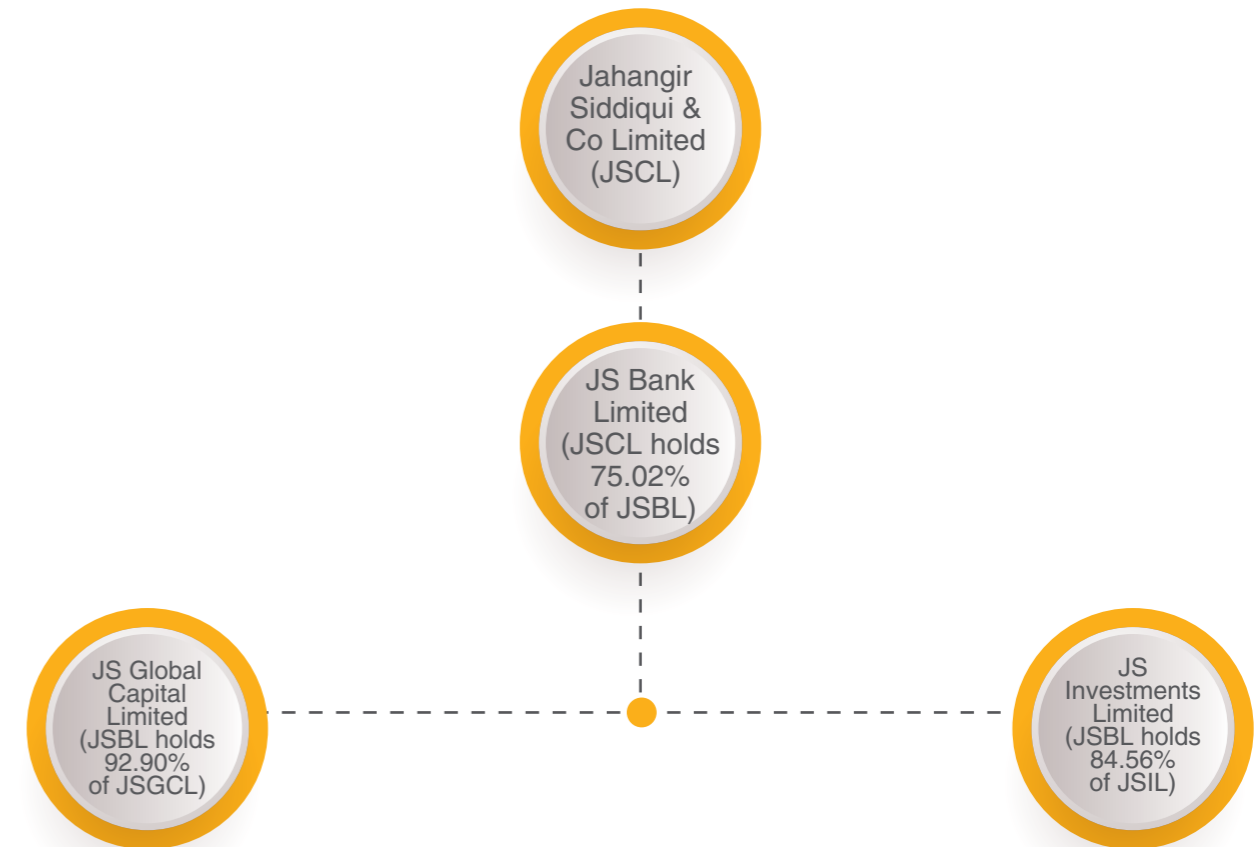 Jahangir
Siddiqui &
Co Limited
(JSCL)
JS Bank
Limited
(JSCL holds
75.02%
of JSBL)
JS Global
Capital
Limited
(JSBL holds
92.90%
of JSGCL)
JS
Investments
Limited
(JSBL holds
84.56%
of JSIL)